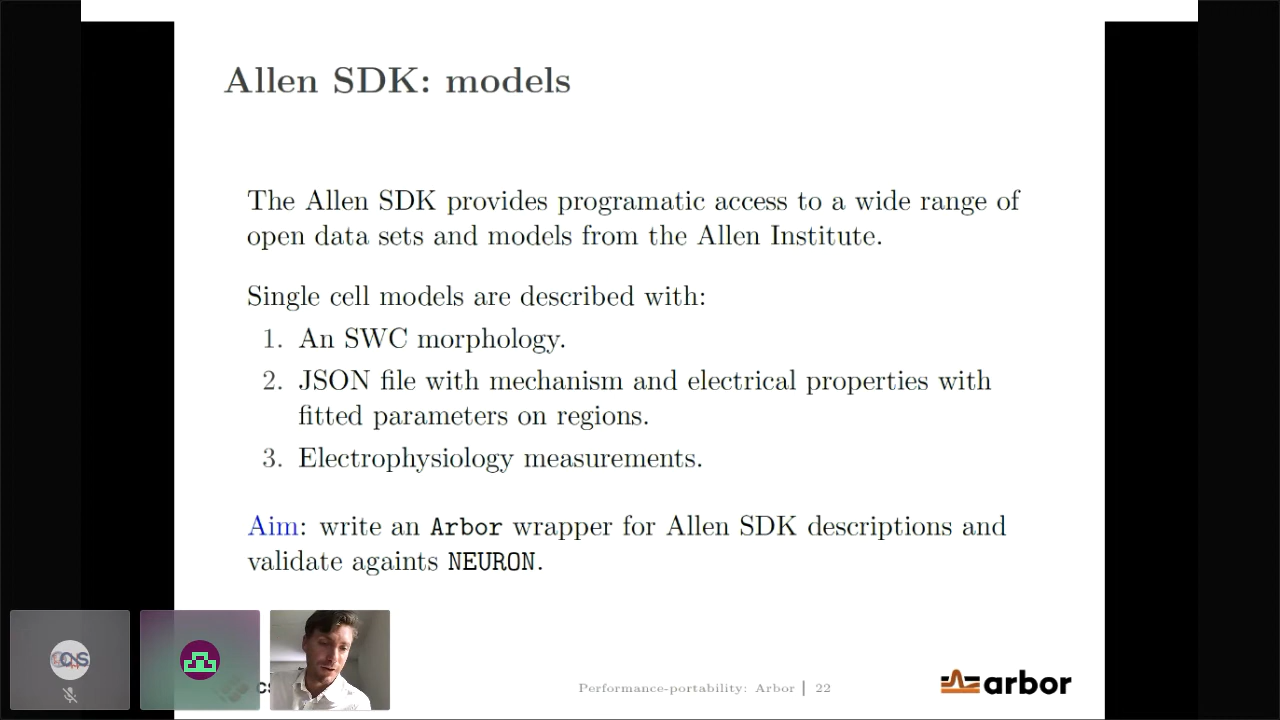 Allen SDK: models
The Allen SDK provides programatic access to a wide range of
open data sets and models from the Allen Institute.
Single cell models are described with:
1. An SWC morphology.
2. JSON file with mechanism and electrical properties with
fitted parameters on regions.
3. Electrophysiology measurements.
Aim: write an Arbor wrapper for Allen SDK descriptions and
validate againts NEURON.
Performance-portability: Arbor | 22
arbor